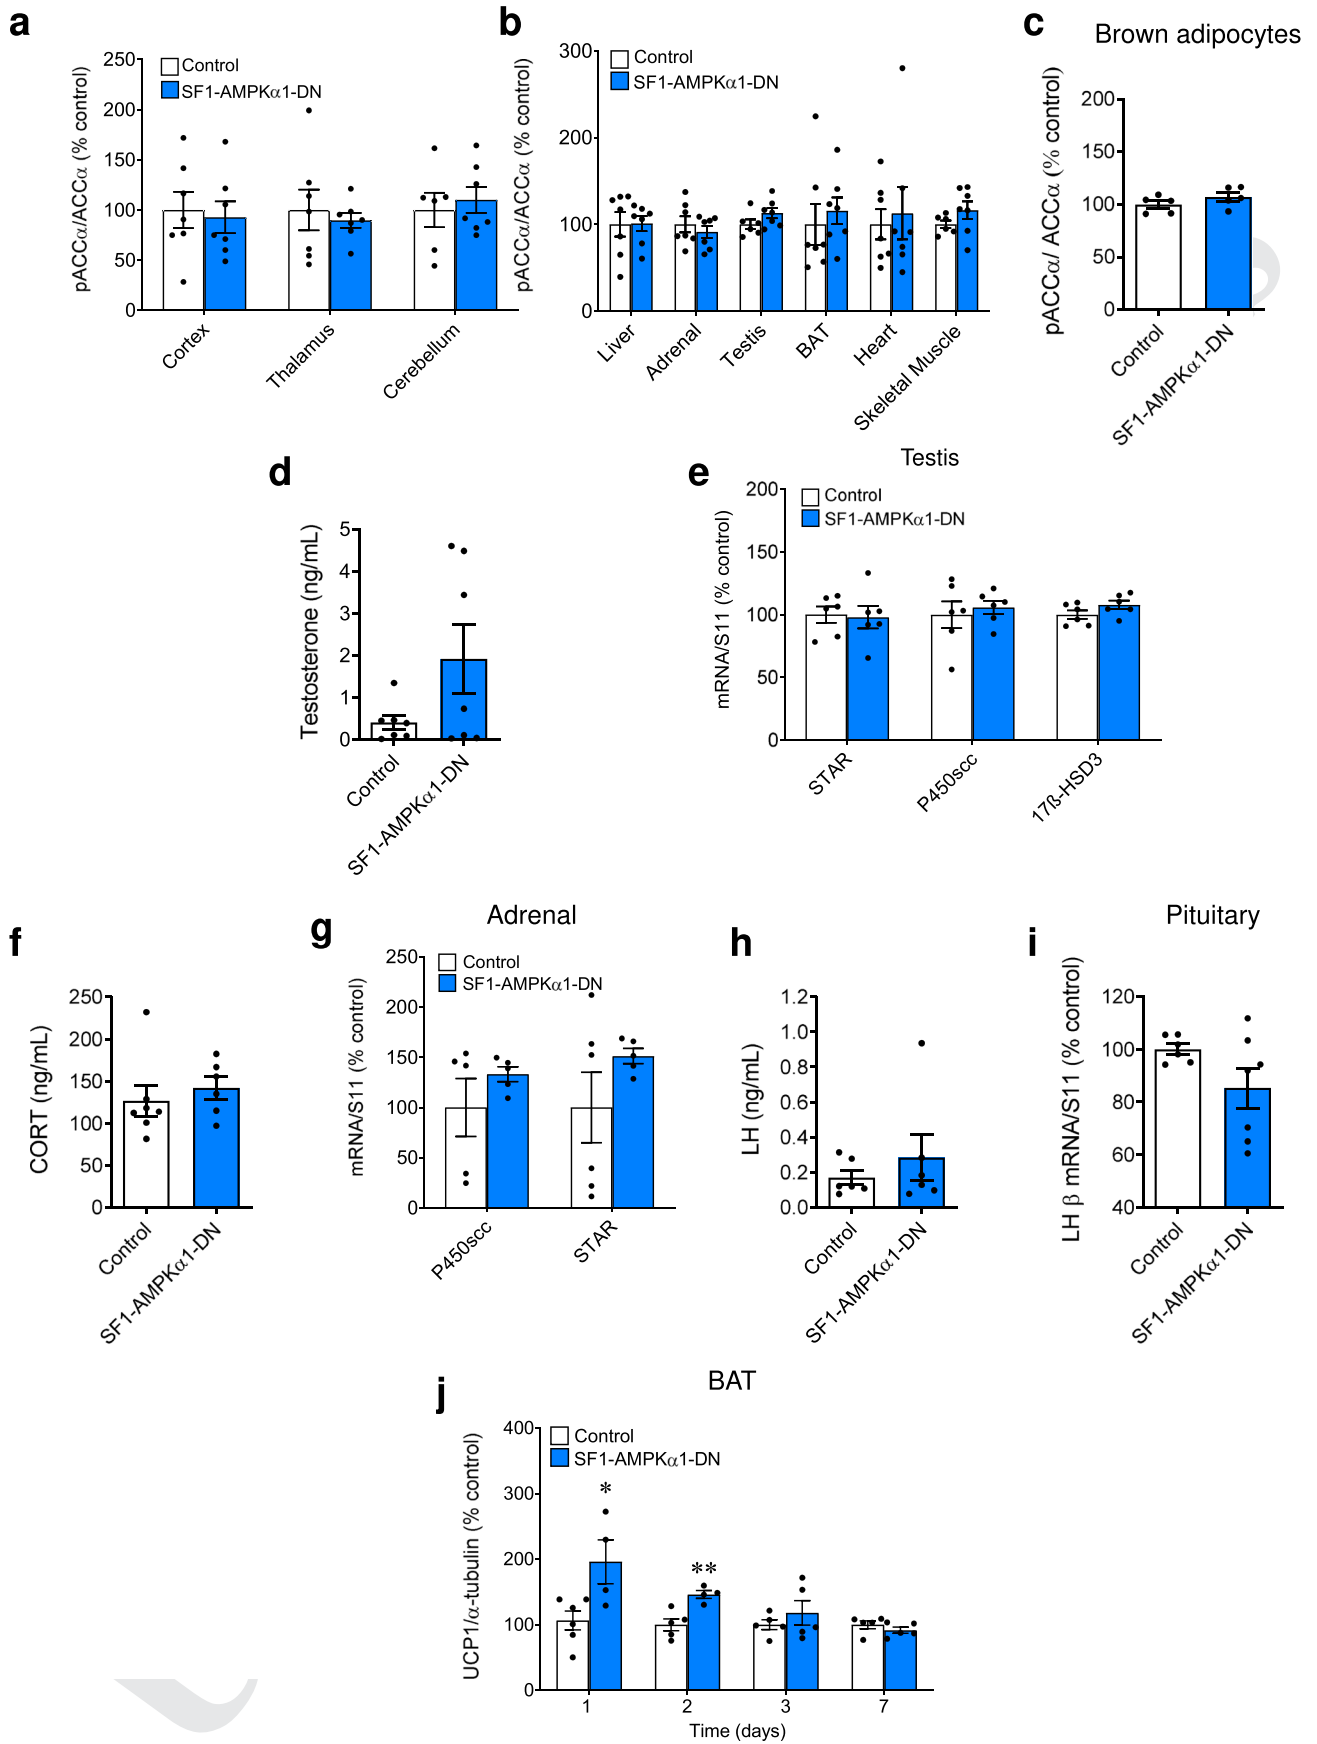 a
pACCα/ACCα (% control)
250
200
150
100
50
0
Control
SF1-AMPKα1-DN
Cortex
Thalamus
Cerebellum
b
pACCα/ACCα (% control)
300
200
100
0
Control
SF1-AMPKα1-DN
Liver
Adrenal
Testis
BAT
Heart
Skeletal Muscle
c
Brown adipocytes
pACCα/ ACCα (% control)
200
150
100
50
0
Control
SF1-AMPKα1-DN
d
Testosterone (ng/mL)
5
4
3
2
1
0
Control
SF1-AMPKα1-DN
e
Testis
mRNA/S11 (% control)
200
150
100
50
0
Control
SF1-AMPKα1-DN
STAR
P450scc
17ß-HSD3
f
CORT (ng/mL)
250
200
150
100
50
0
Control
SF1-AMPKα1-DN
g
Adrenal
mRNA/S11 (% control)
250
200
150
100
50
0
Control
SF1-AMPKα1-DN
P450scc
STAR
h
LH (ng/mL)
1.2
1.0
0.8
0.6
0.4
0.2
0.0
Control
SF1-AMPKα1-DN
i
Pituitary
LH β mRNA/S11 (% control)
120
100
80
60
40
Control
SF1-AMPKα1-DN
j
BAT
UCP1/α-tubulin (% control)
400
300
200
100
0
Control
SF1-AMPKα1-DN
*
**
1 2 3 7
Time (days)